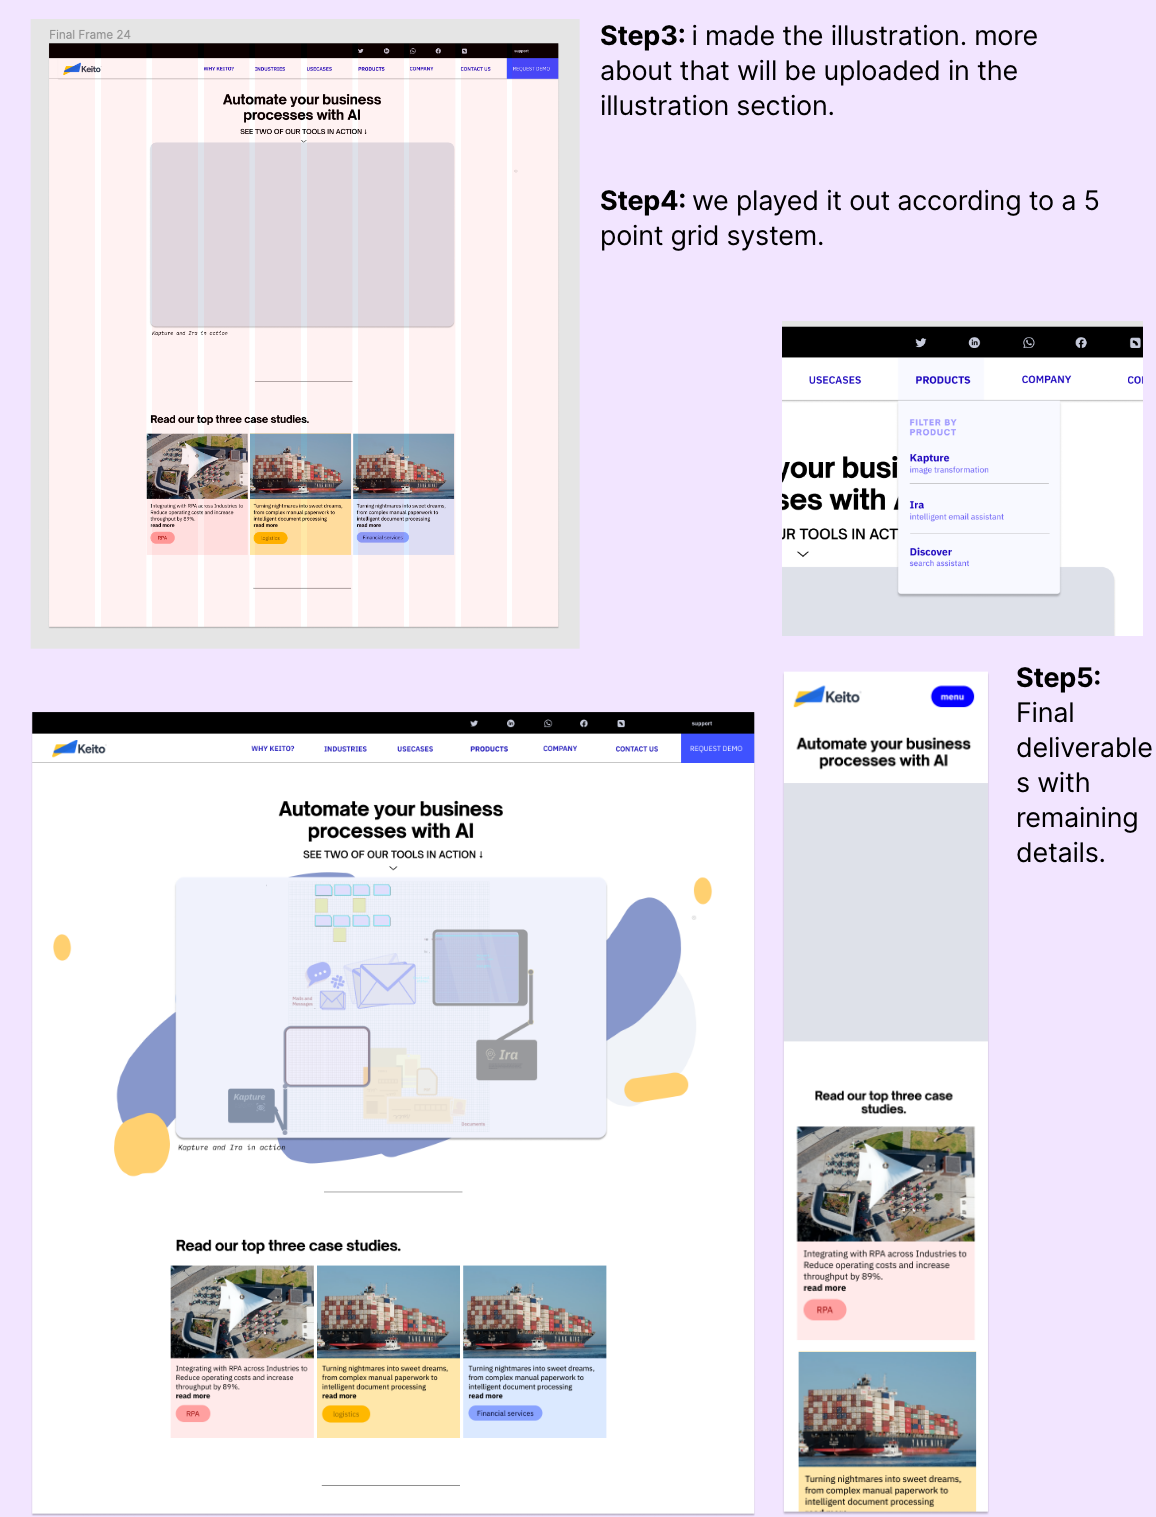 Final Frame 24
support
Keito
WHY KEITO?
INDUSTRIES
USECASES
PRODUCTS
COMPANY
CONTACT US
REQUEST DEMO
Automate your business
processes with AI
SEE TWO OF OUR TOOLS IN ACTION ↓
Kapture and Ira in action
Read our top three case studies.
Integrating with RPA across Industries to
Reduce operating costs and increase
throughput by 89%.
read more
RPA
Turning nightmares into sweet dreams,
from complex manual paperwork to
intelligent document processing
read more
logistics
Turning nightmares into sweet dreams,
from complex manual paperwork to
intelligent document processing
read more
Financial services
Step3: i made the illustration. more
about that will be uploaded in the
illustration section.
Step4: we played it out according to a 5
point grid system.
USECASES
PRODUCTS
COMPANY
CO
your busi
ses with
UR TOOLS IN ACT
FILTER BY
PRODUCT
Kapture
image transformation
Ira
intelligent email assistant
Discover
search assistant
support
Keito
WHY KEITO?
INDUSTRIES
USECASES
PRODUCTS
COMPANY
CONTACT US
REQUEST DEMO
Automate your business
processes with AI
SEE TWO OF OUR TOOLS IN ACTION ↓
Mails and
Messages
Ira
Kapture
Documents
Kapture and Ira in action
Read our top three case studies.
Integrating with RPA across Industries to
Reduce operating costs and increase
throughput by 89%.
read more
RPA
Turning nightmares into sweet dreams,
from complex manual paperwork to
intelligent document processing
read more
logistics
Turning nightmares into sweet dreams,
from complex manual paperwork to
intelligent document processing
read more
Financial services
Keito
menu
Automate your business
processes with AI
Read our top three case
studies.
Integrating with RPA across Industries to
Reduce operating costs and increase
throughput by 89%.
read more
RPA
Turning nightmares into sweet dreams,
from complex manual paperwork to
intelligent document processing
Step5:
Final
deliverable
s with
remaining
details.